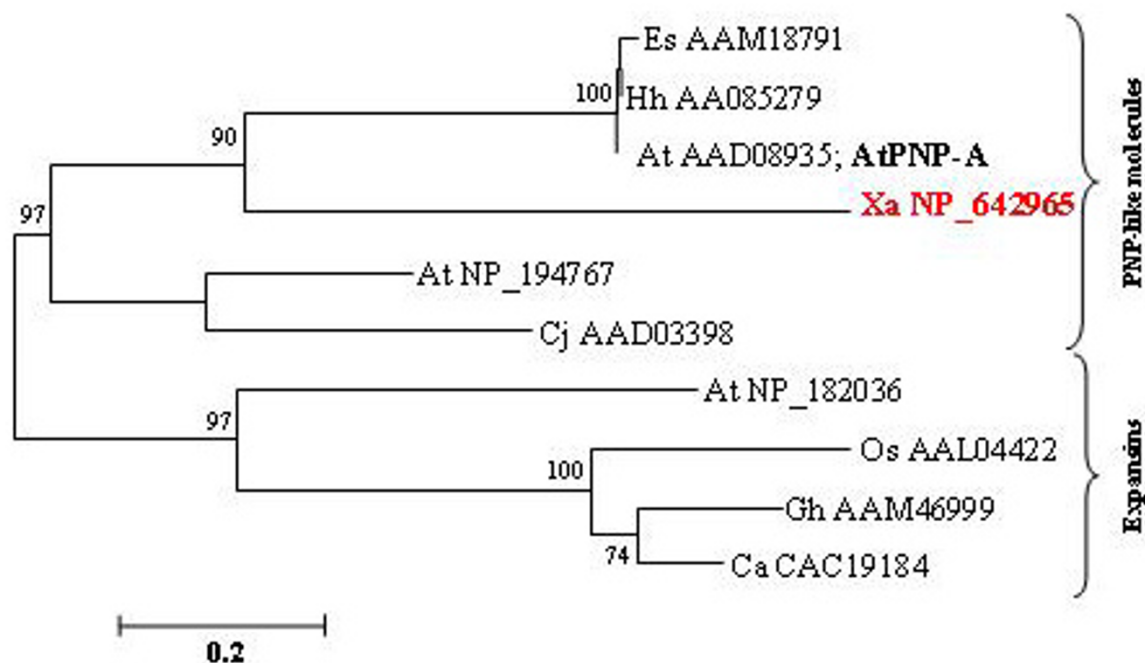 Es AAM18791
100
Hh AA085279
90
At AAD08935; AtPNP-A
97
Xa NP_642965
At NP_194767
Cj AAD03398
PNP-like molecules
At NP_182036
97
Os AAL04422
100
Gh AAM46999
74
Ca CAC19184
Expansins
0.2